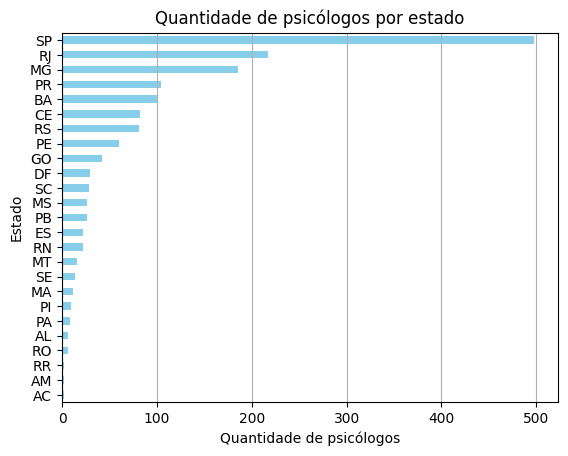 Quantidade de psicólogos por estado
SP
RJ
MG
PR
BA
CE
RS
PE
GO
DF
SC
MS
PB
ES
RN
MT
SE
MA
PI
PA
AL
RO
RR
AM
AC
Estado
0 100 200 300 400 500
Quantidade de psicólogos